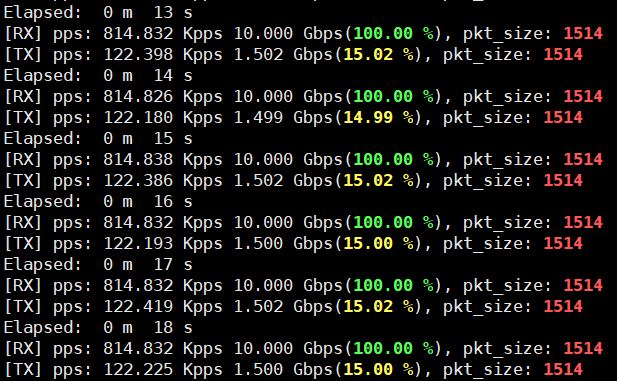 Elapsed:  0 m  13 s
[RX] pps: 814.832 Kpps 10.000 Gbps(100.00 %), pkt_size: 1514
[TX] pps: 122.398 Kpps 1.502 Gbps(15.02 %), pkt_size: 1514
Elapsed:  0 m  14 s
[RX] pps: 814.826 Kpps 10.000 Gbps(100.00 %), pkt_size: 1514
[TX] pps: 122.180 Kpps 1.499 Gbps(14.99 %), pkt_size: 1514
Elapsed:  0 m  15 s
[RX] pps: 814.838 Kpps 10.000 Gbps(100.00 %), pkt_size: 1514
[TX] pps: 122.386 Kpps 1.502 Gbps(15.02 %), pkt_size: 1514
Elapsed:  0 m  16 s
[RX] pps: 814.832 Kpps 10.000 Gbps(100.00 %), pkt_size: 1514
[TX] pps: 122.193 Kpps 1.500 Gbps(15.00 %), pkt_size: 1514
Elapsed:  0 m  17 s
[RX] pps: 814.832 Kpps 10.000 Gbps(100.00 %), pkt_size: 1514
[TX] pps: 122.419 Kpps 1.502 Gbps(15.02 %), pkt_size: 1514
Elapsed:  0 m  18 s
[RX] pps: 814.832 Kpps 10.000 Gbps(100.00 %), pkt_size: 1514
[TX] pps: 122.225 Kpps 1.500 Gbps(15.00 %), pkt_size: 1514